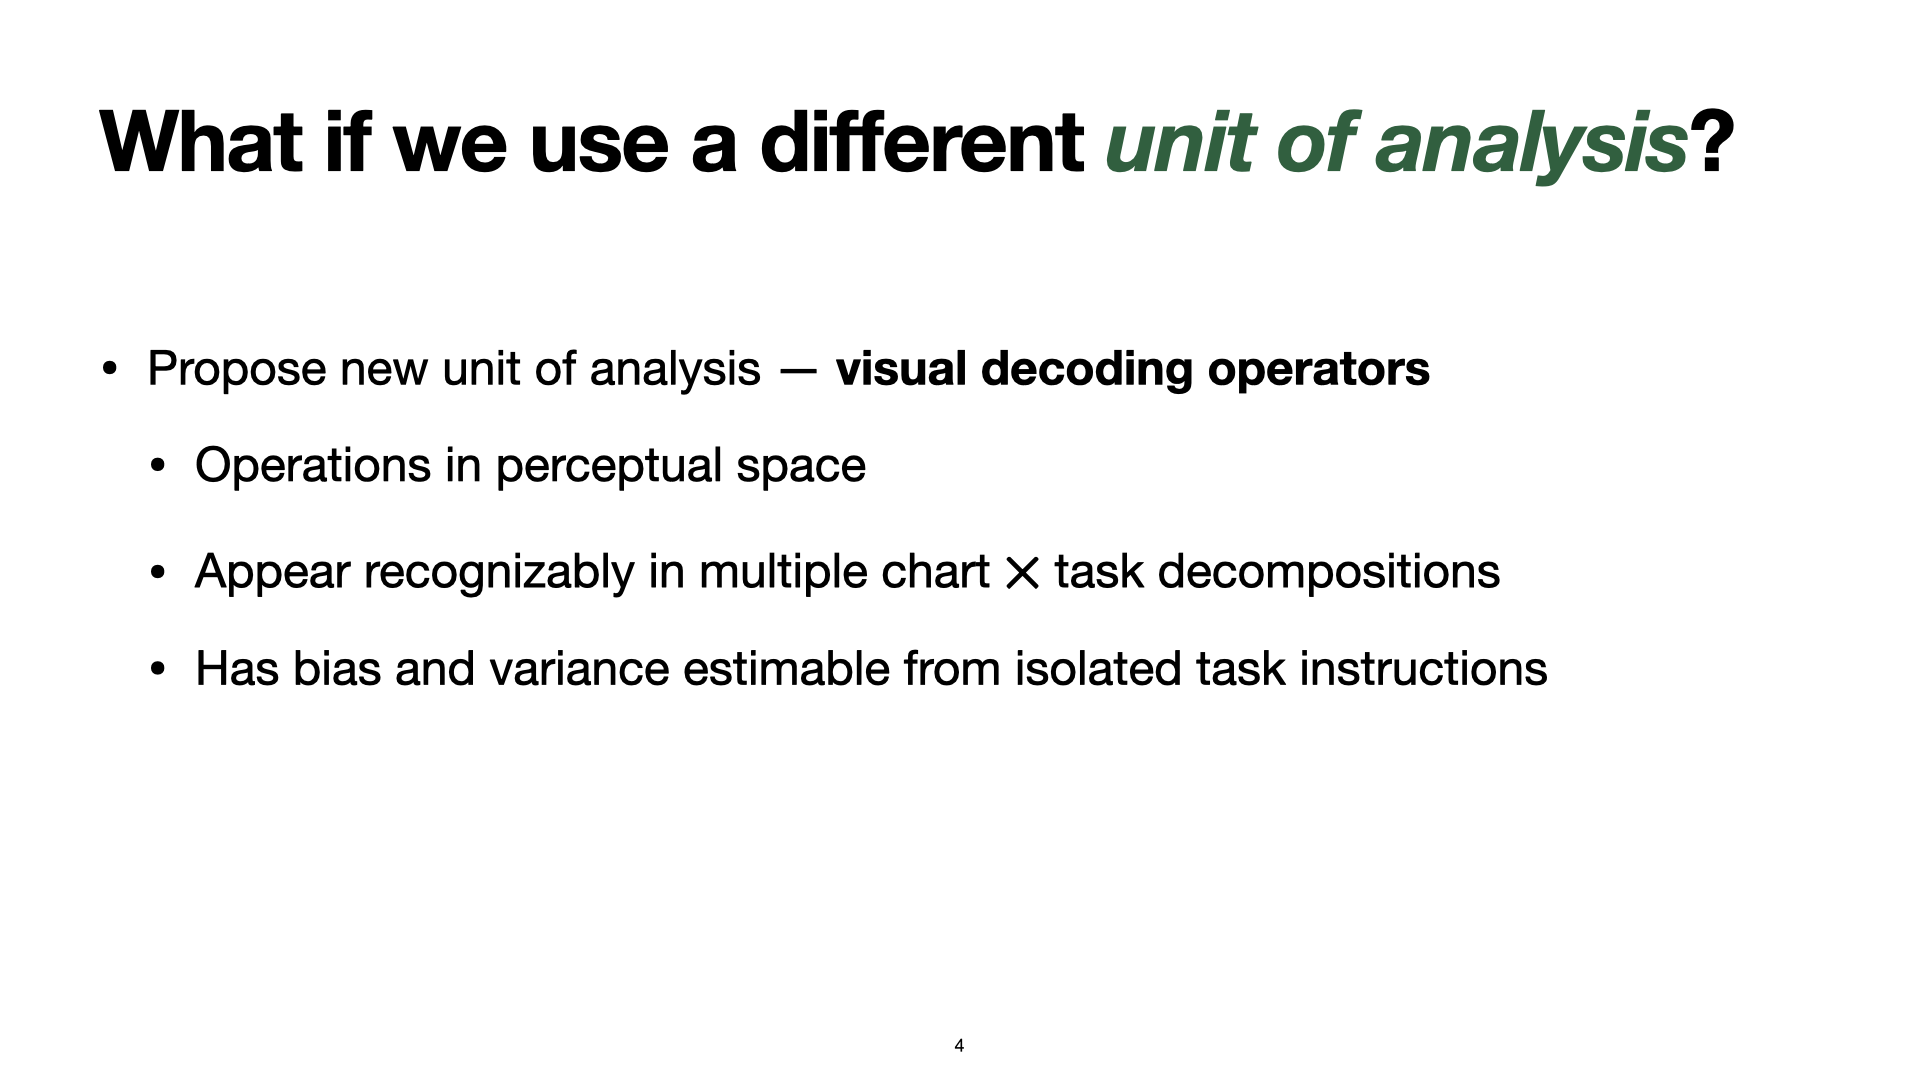 What if we use a different unit of analysis?
• Propose new unit of analysis — visual decoding operators
• Operations in perceptual space
• Appear recognizably in multiple chart ⨉ task decompositions
• Has bias and variance estimable from isolated task instructions
4